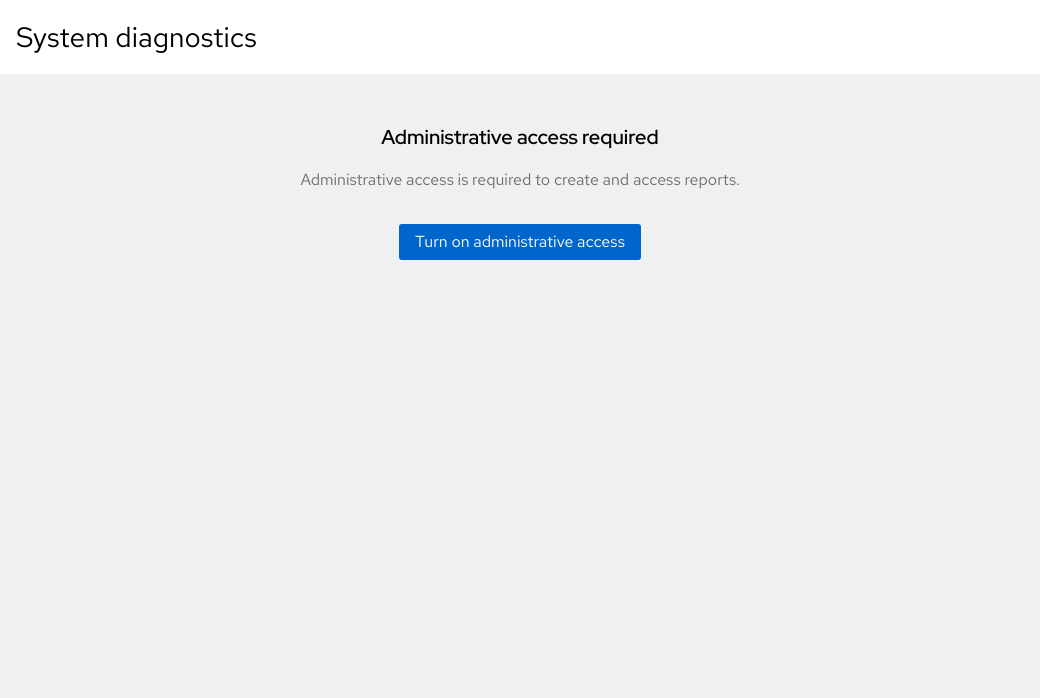 System diagnostics
Administrative access required
Administrative access is required to create and access reports.
Turn on administrative access